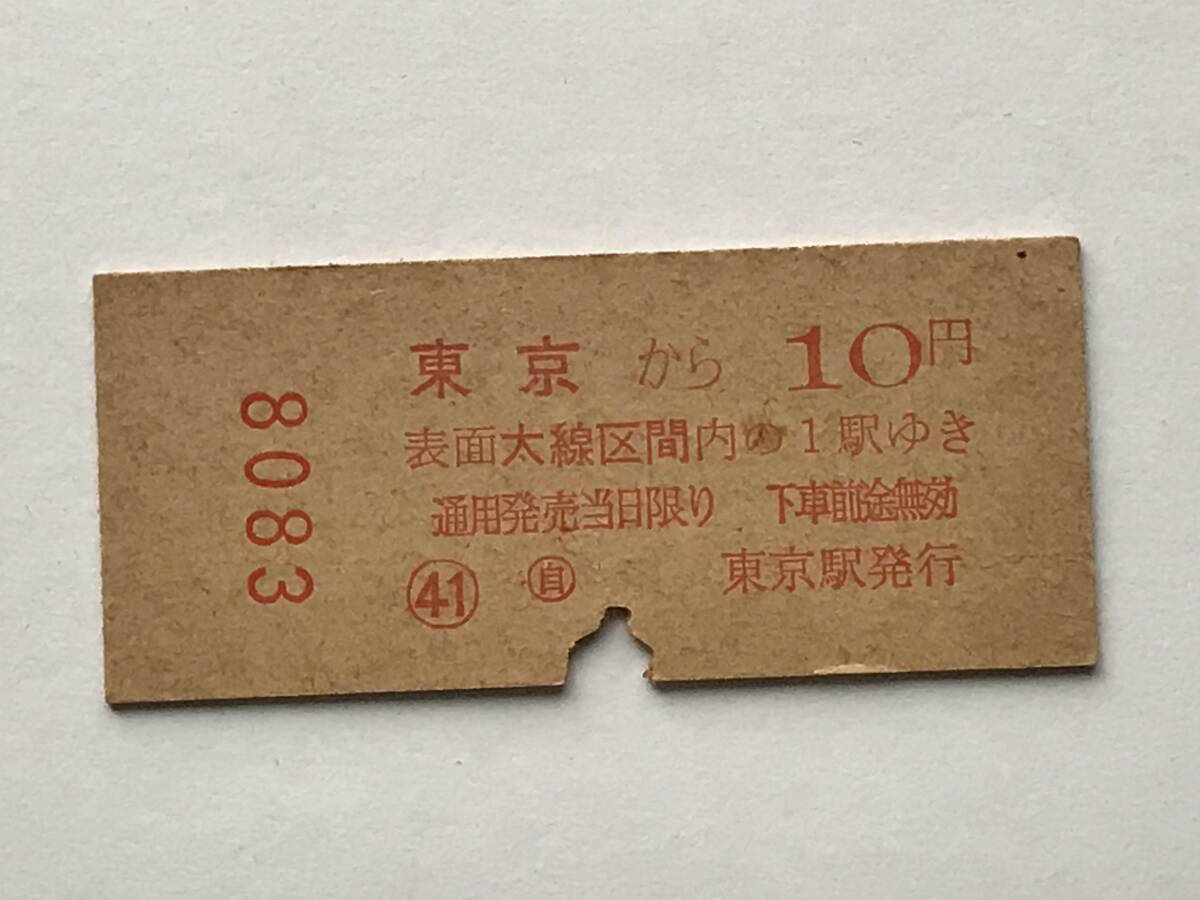 東京から10円
表面太線区間内の1駅ゆき
通用発売当日限り 下車前途無効
㊶ ㊀自 東京駅発行
8083